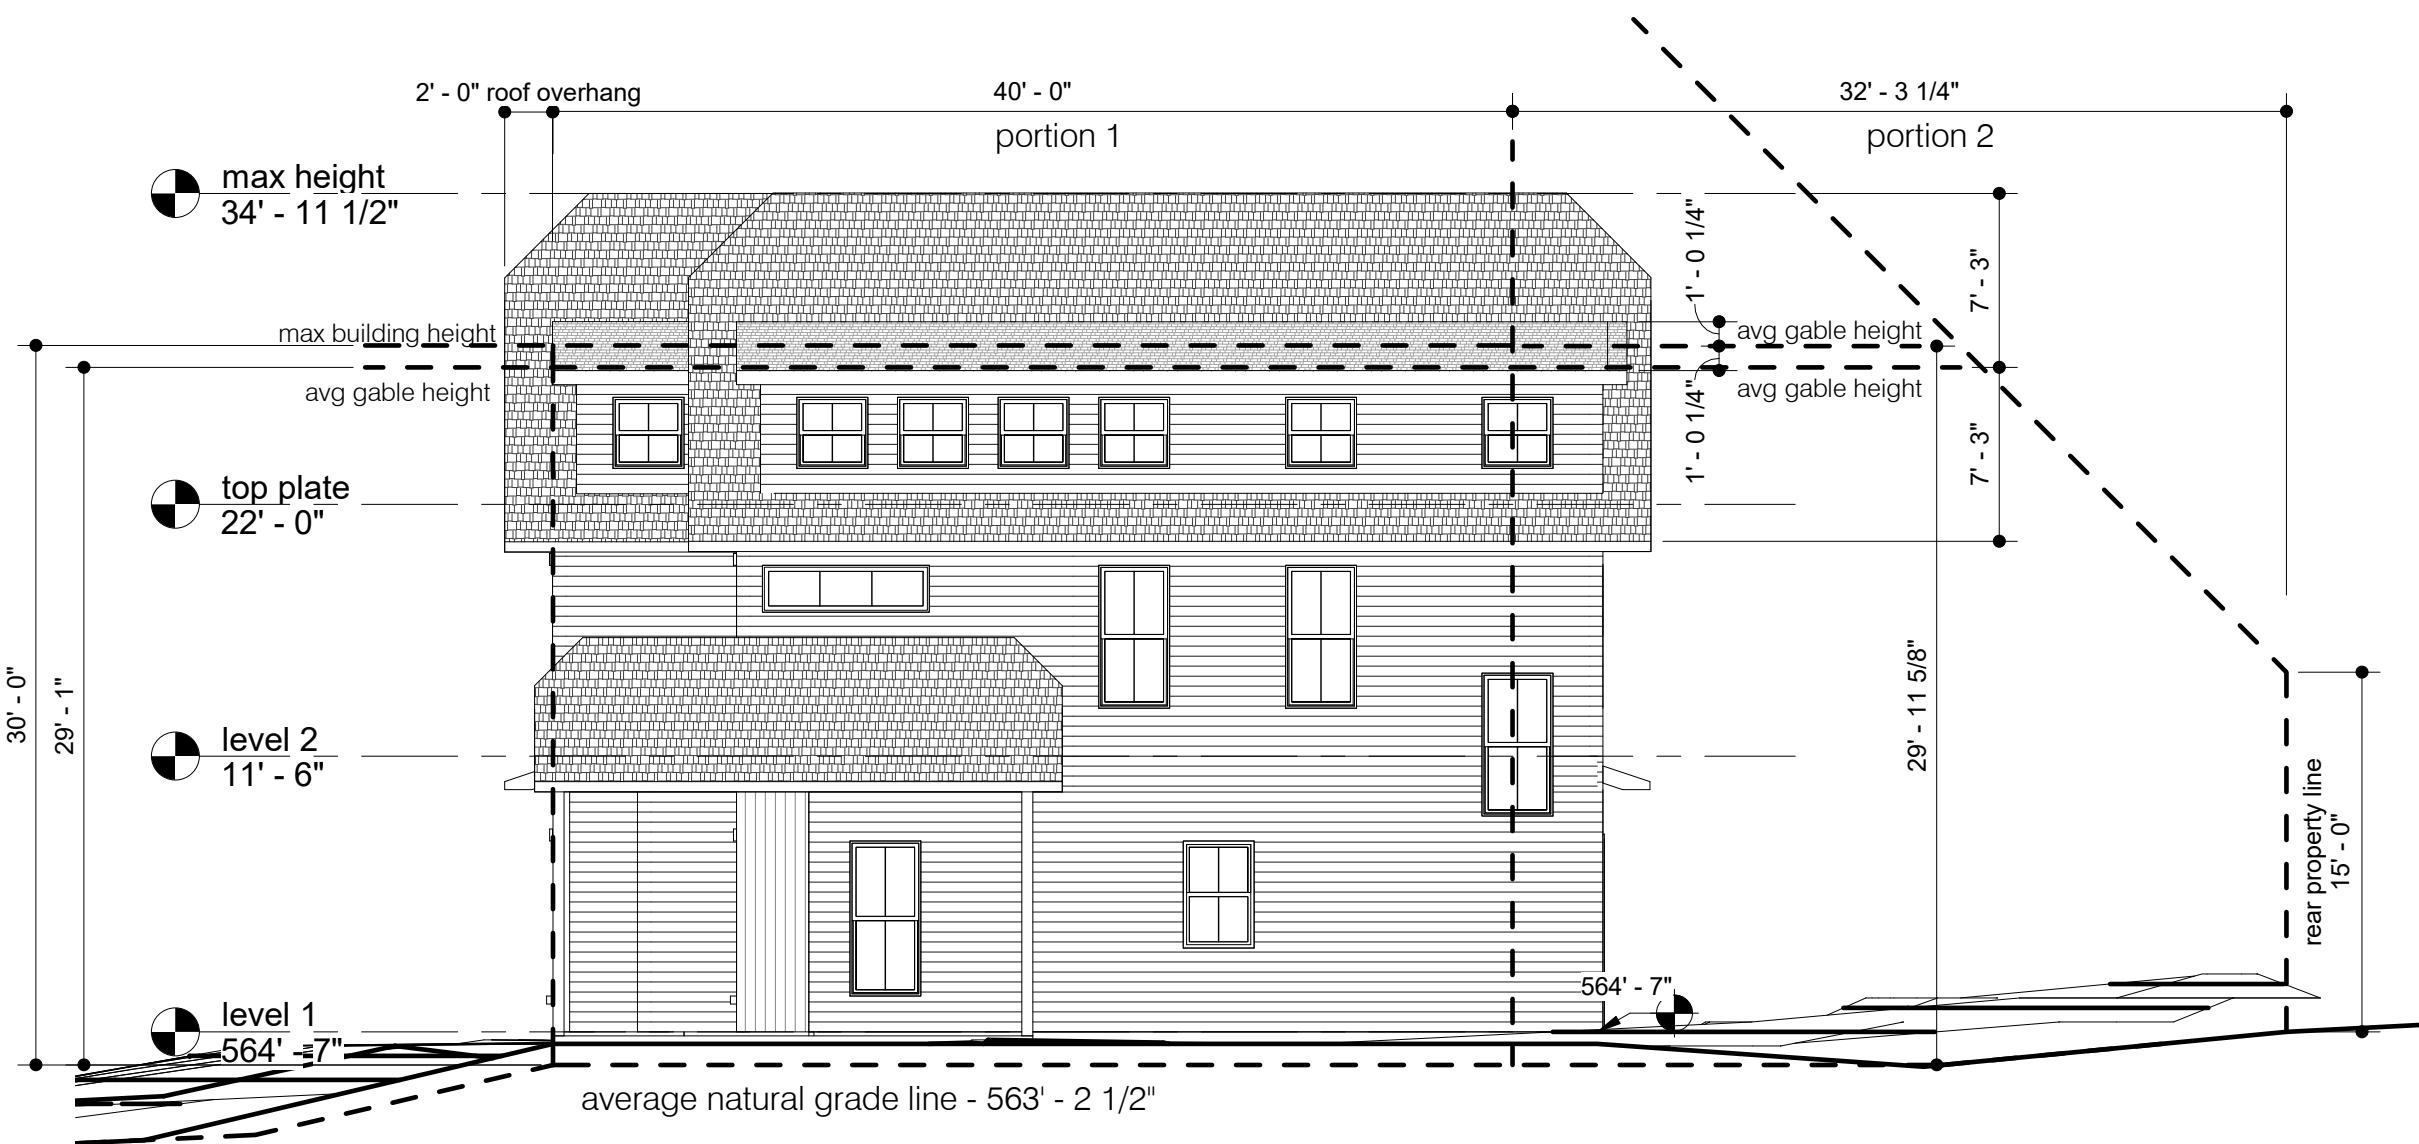 2' - 0" roof overhang
40' - 0"
32' - 3 1/4"
portion 1
portion 2
max height
34' - 11 1/2"
1' - 0 1/4"
7' - 3"
max building height
avg gable height
avg gable height
avg gable height
1' - 0 1/4"
7' - 3"
top plate
22' - 0"
30' - 0"
29' - 1"
29' - 11 5/8"
level 2
11' - 6"
rear property line
15' - 0"
564' - 7"
level 1
564' - 7"
average natural grade line - 563' - 2 1/2"